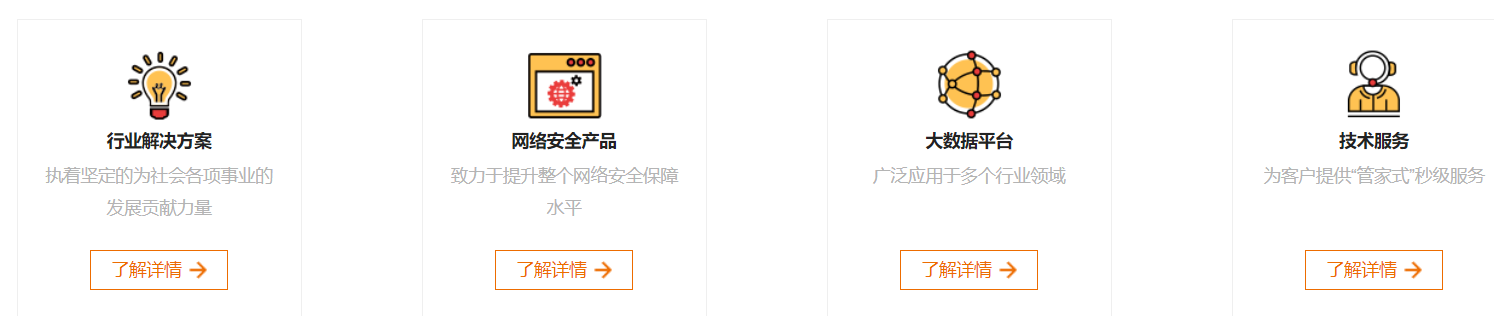 行业解决方案
执着坚定的为社会各项事业的
发展贡献力量
了解详情
网络安全产品
致力于提升整个网络安全保障
水平
了解详情
大数据平台
广泛应用于多个行业领域
了解详情
技术服务
为客户提供“管家式”秒级服务
了解详情